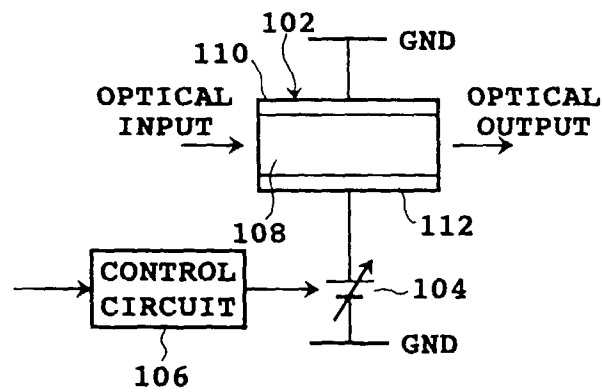 102
GND
110
OPTICAL
INPUT
OPTICAL
OUTPUT
108
112
CONTROL
CIRCUIT
104
GND
106